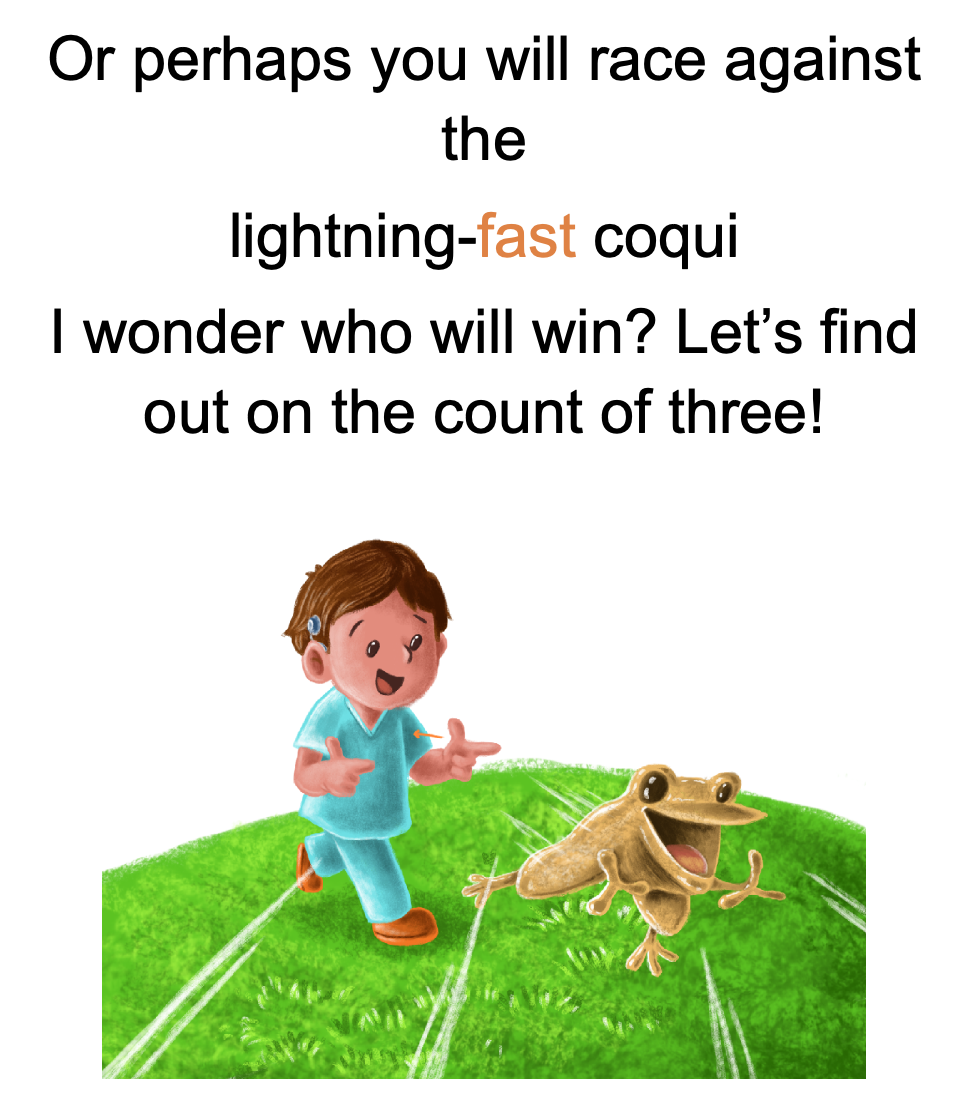 Or perhaps you will race against
the
lightning-fast coqui
I wonder who will win? Let’s find
out on the count of three!